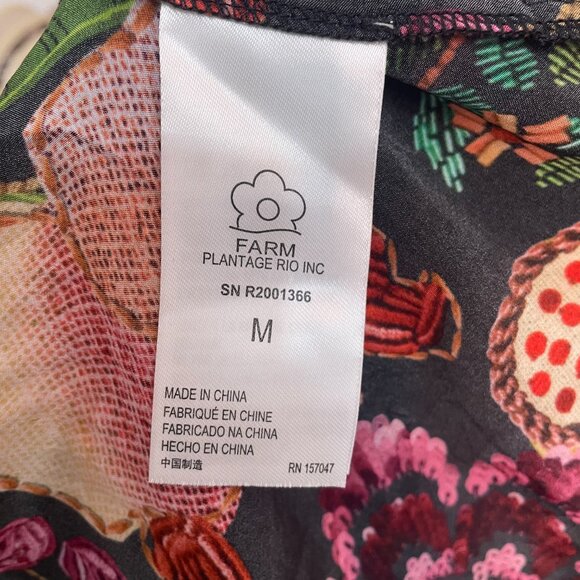 FARM
PLANTAGE RIO INC
SN R2001366
M
MADE IN CHINA
FABRIQUÉ EN CHINE
FABRICADO NA CHINA
HECHO EN CHINA
中国制造 RN 157047